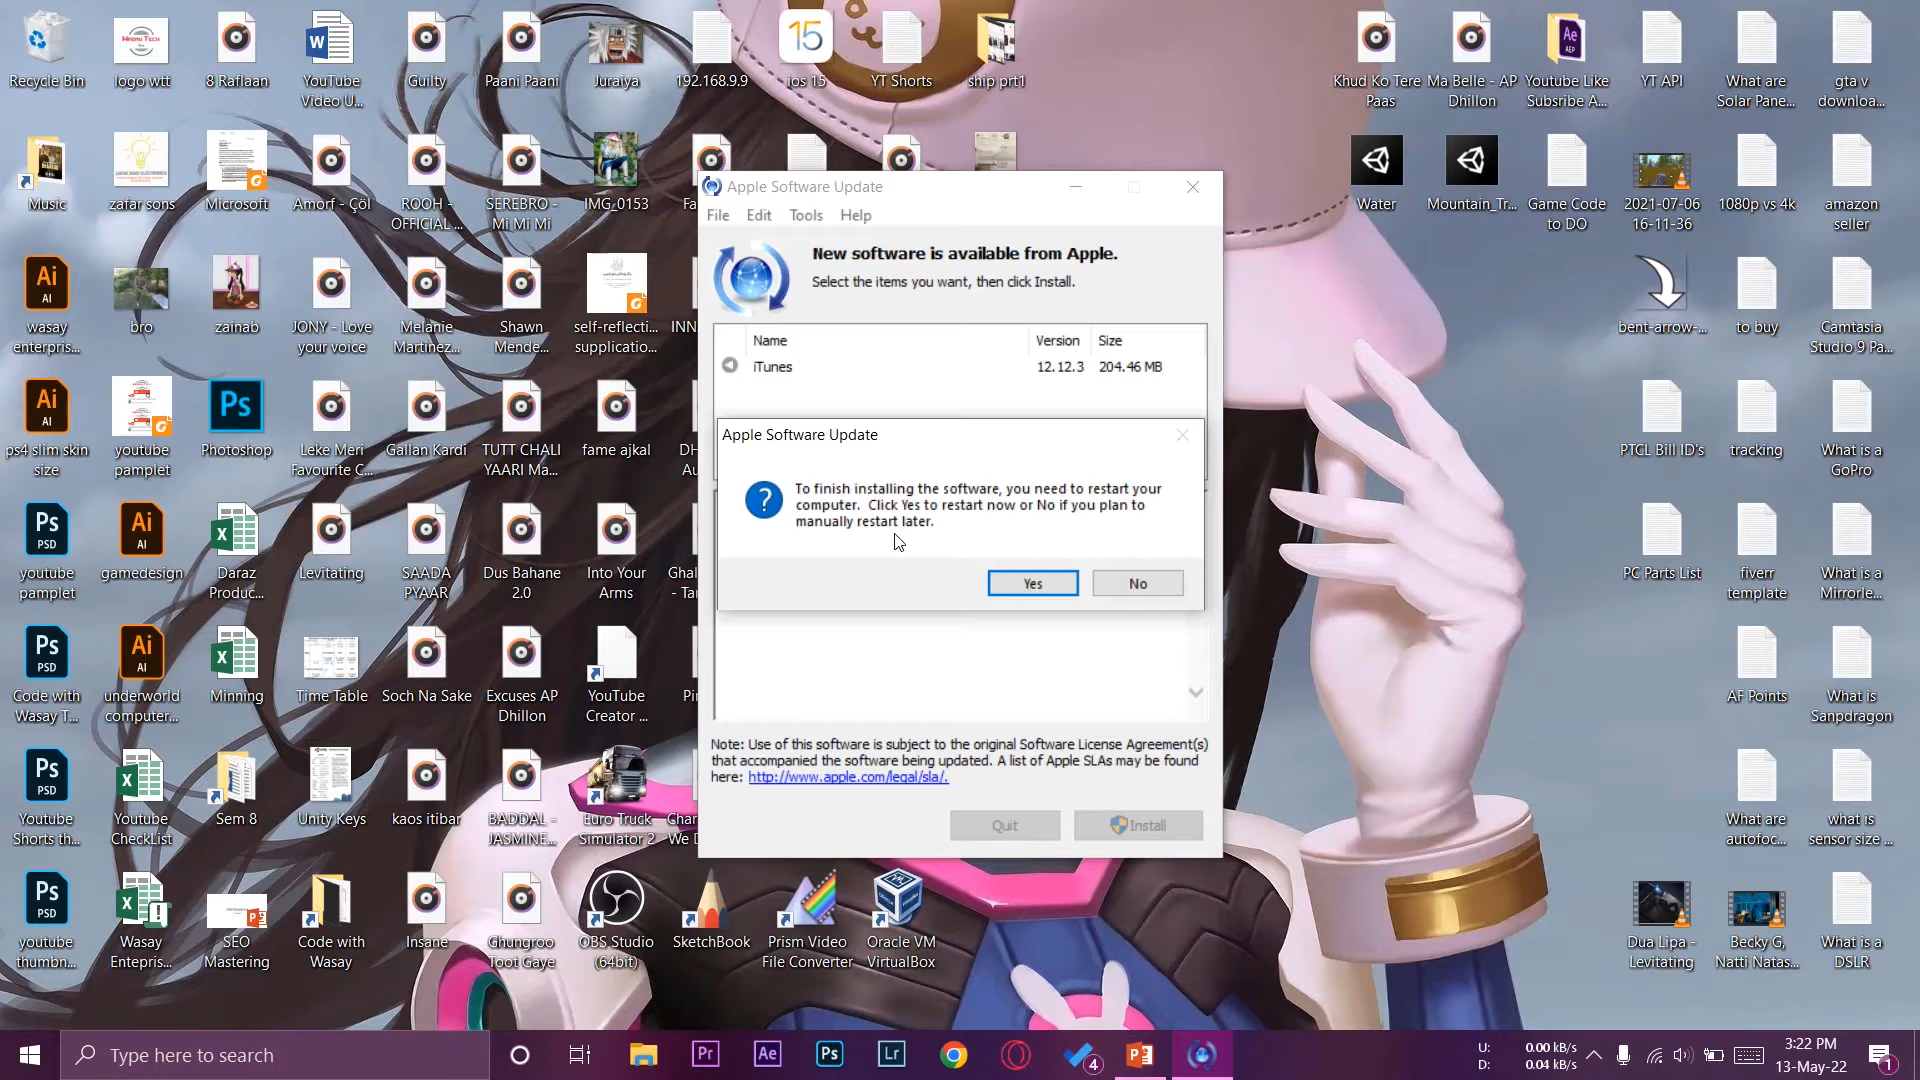 Recycle Bin
logo wtt
8 Raflaan
YouTube
Video U...
Guilty
Paani Paani
Juraiya
192.168.9.9
15
ios 15
YT Shorts
ship prt1
Khud Ko Tere
Paas
Ma Belle - AP
Dhillon
Youtube Like
Subsribe A...
YT API
What are
Solar Pane...
gta v
downloa...
Music
zafar sons
Microsoft
Amorf - Çöl
ROOH -
OFFICIAL ...
SEREBRO -
Mi Mi Mi
IMG_0153
Fa
Water
Mountain_Tr...
Game Code
to DO
2021-07-06
16-11-36
1080p vs 4k
amazon
seller
Apple Software Update
File Edit Tools Help
New software is available from Apple.
Select the items you want, then click Install.
Name Version Size
iTunes 12.12.3 204.46 MB
Apple Software Update
To finish installing the software, you need to restart your
computer. Click Yes to restart now or No if you plan to
manually restart later.
Yes No
Note: Use of this software is subject to the original Software License Agreement(s)
that accompanied the software being updated. A list of Apple SLAs may be found
here: http://www.apple.com/legal/sla/.
Quit Install
wasay
enterpris...
bro
zainab
JONY - Love
your voice
Melanie
Martinez...
Shawn
Mende...
self-reflecti...
supplicatio...
INN
bent-arrow-...
to buy
Camtasia
Studio 9 Pa...
ps4 slim skin
size
youtube
pamplet
Photoshop
Leke Meri
Favourite C...
Gallan Kardi
TUTT CHALI
YAARI Ma...
fame ajkal
DH
Au
PTCL Bill ID's
tracking
What is a
GoPro
youtube
pamplet
gamedesign
Daraz
Produc...
Levitating
SAADA
PYAAR
Dus Bahane
2.0
Into Your
Arms
Ghal
- Tar
PC Parts List
fiverr
template
What is a
Mirrorle...
Code with
Wasay T...
underworld
computer...
Minning
Time Table
Soch Na Sake
Excuses AP
Dhillon
YouTube
Creator ...
Pi
AF Points
What is
Sanpdragon
Youtube
Shorts th...
Youtube
CheckList
Sem 8
Unity Keys
kaos itibar
BADDAL -
JASMINE...
Euro Truck
Simulator 2
Char
We D
What are
autofoc...
what is
sensor size ...
youtube
thumbn...
Wasay
Entepris...
SEO
Mastering
Code with
Wasay
Insane
Ghungroo
Toot Gaye
OBS Studio
(64bit)
SketchBook
Prism Video
File Converter
Oracle VM
VirtualBox
Dua Lipa -
Levitating
Becky G,
Natti Natas...
What is a
DSLR
Type here to search
Pr Ae Ps Lr
4
U: 0.00 kB/s
D: 0.04 kB/s
3:22 PM
13-May-22
1